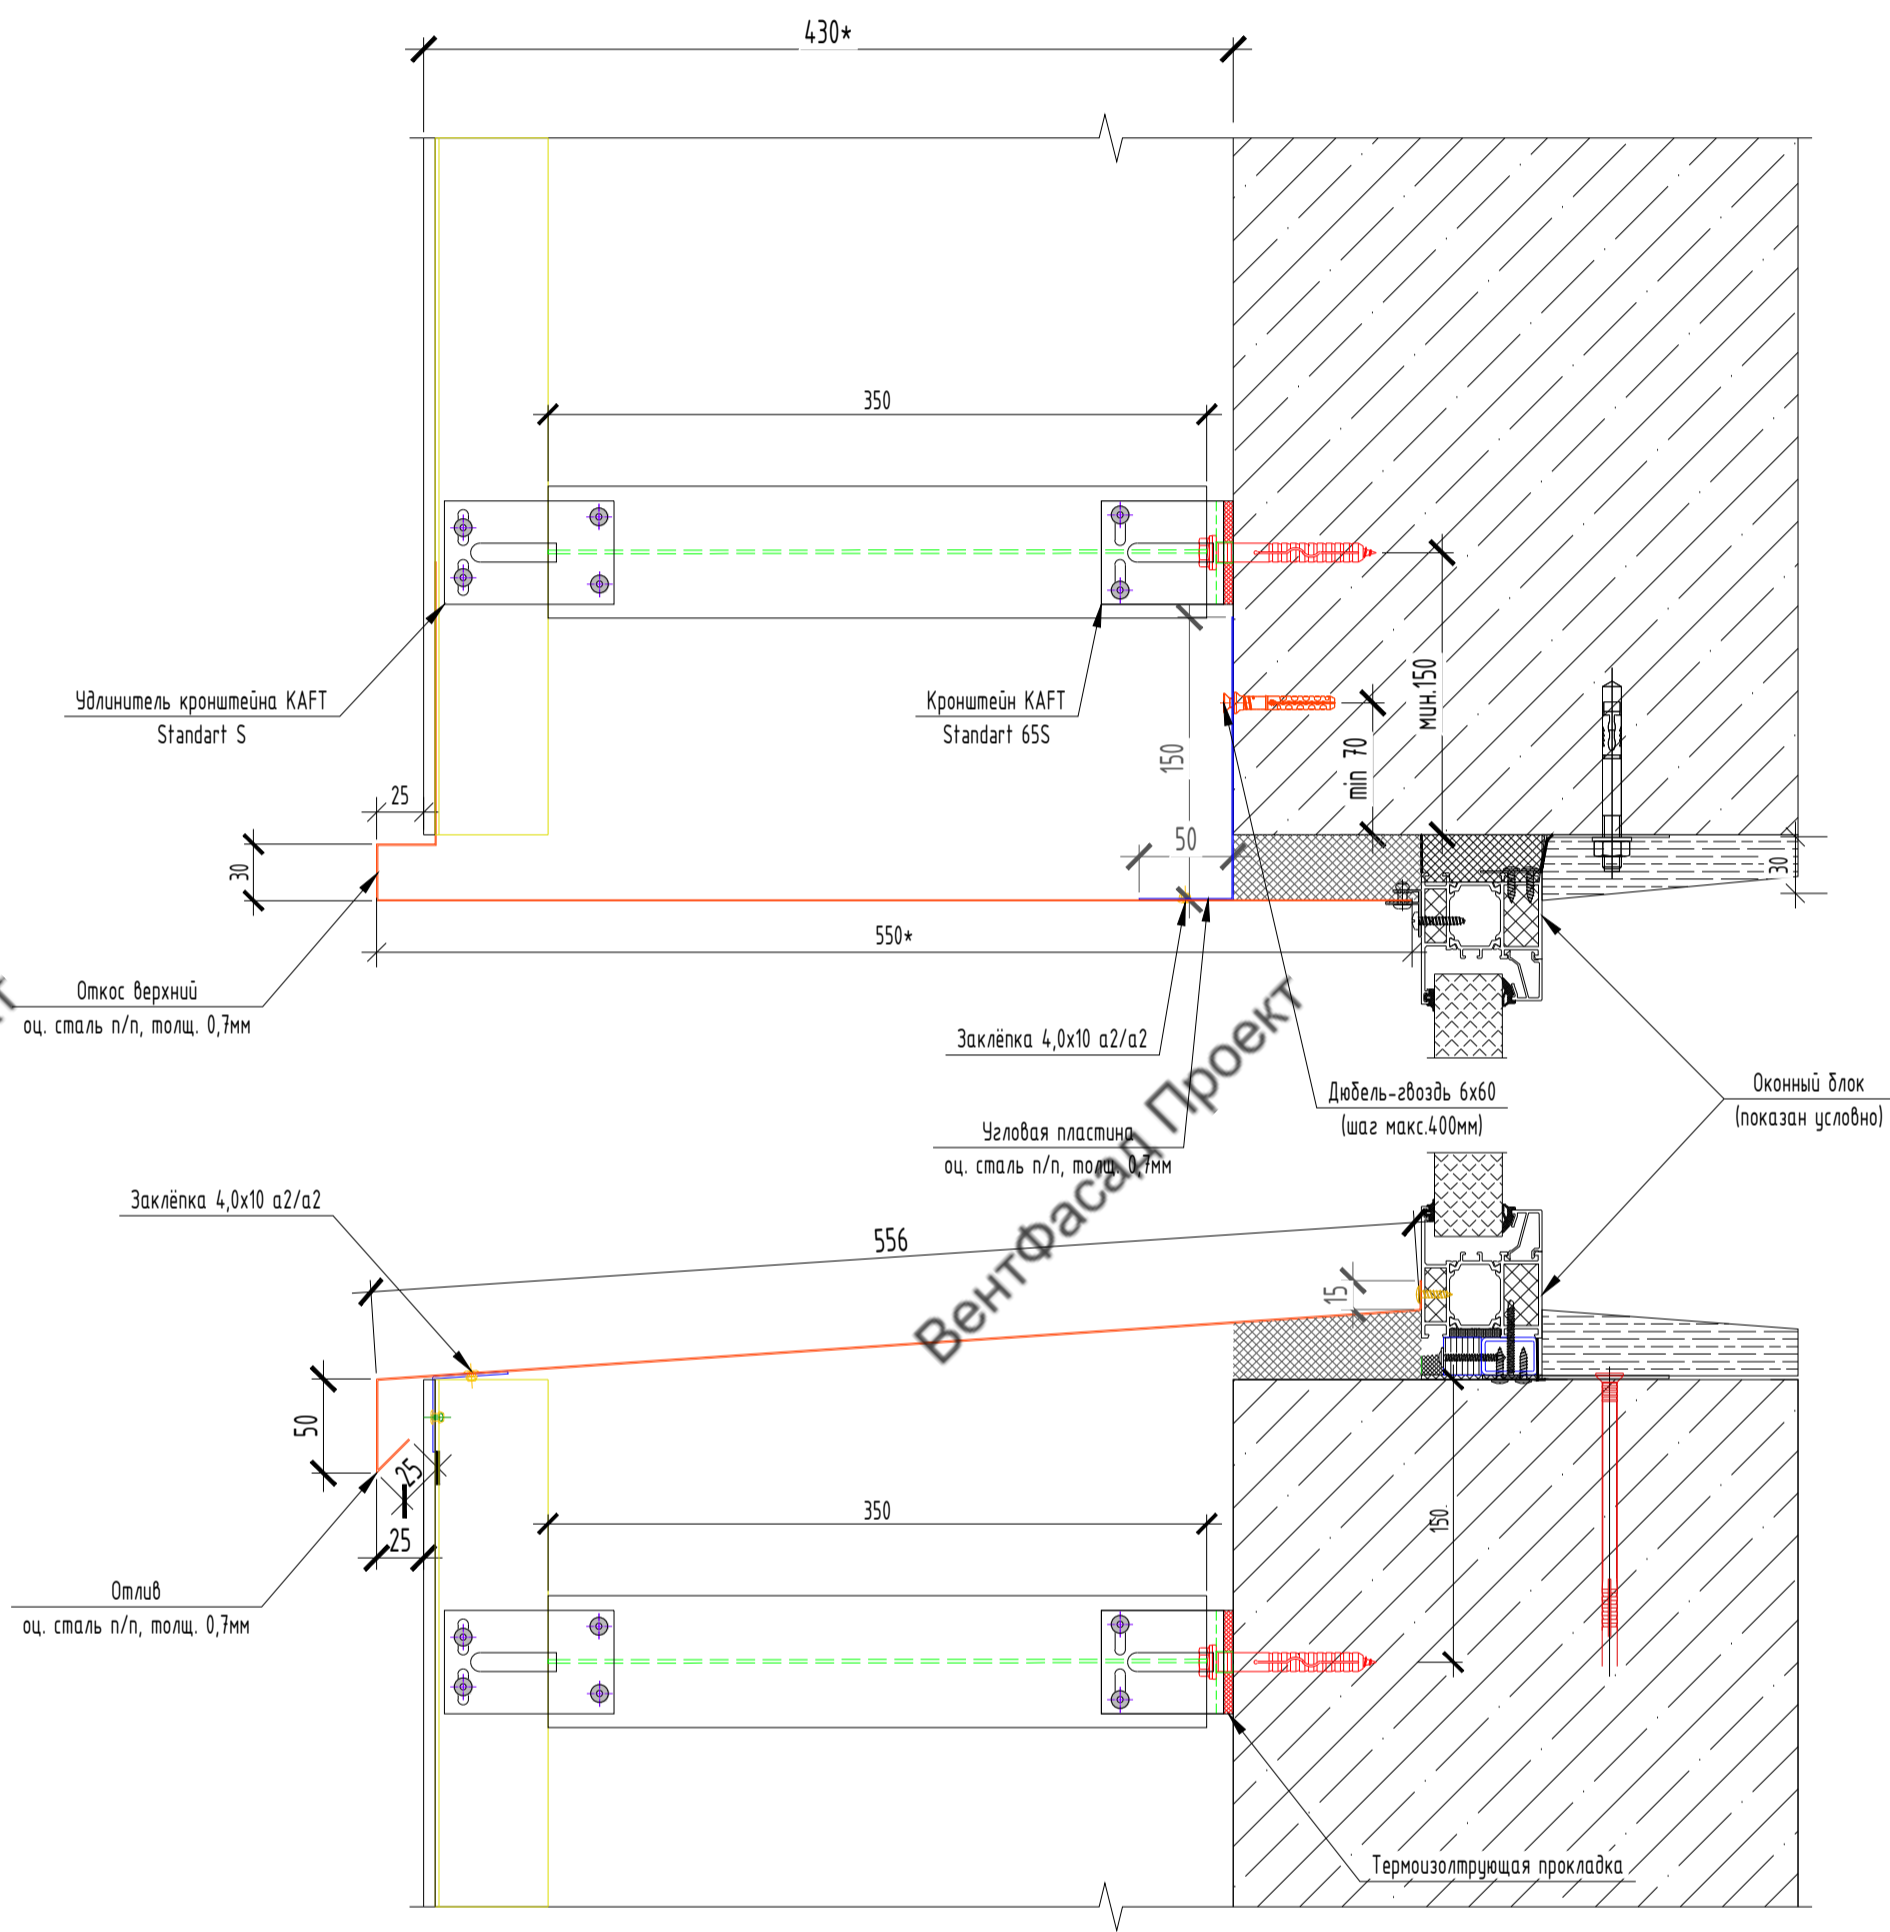 430*
350
Удлинитель кронштейна KAFT
Standart S
Кронштейн KAFT
Standart 65S
мин.150
min 70
150
50
25
30
30
550*
Откос верхний
оц. сталь п/п, толщ. 0,7мм
Заклёпка 4,0х10 а2/а2
Дюбель-гвоздь 6х60
(шаг макс.400мм)
Оконный блок
(показан условно)
Угловая пластина
оц. сталь п/п, толщ. 0,7мм
ВентФасад Проект
Заклёпка 4,0х10 а2/а2
556
15
50
25
25
350
150
Отлив
оц. сталь п/п, толщ. 0,7мм
Термоизолтрующая прокладка